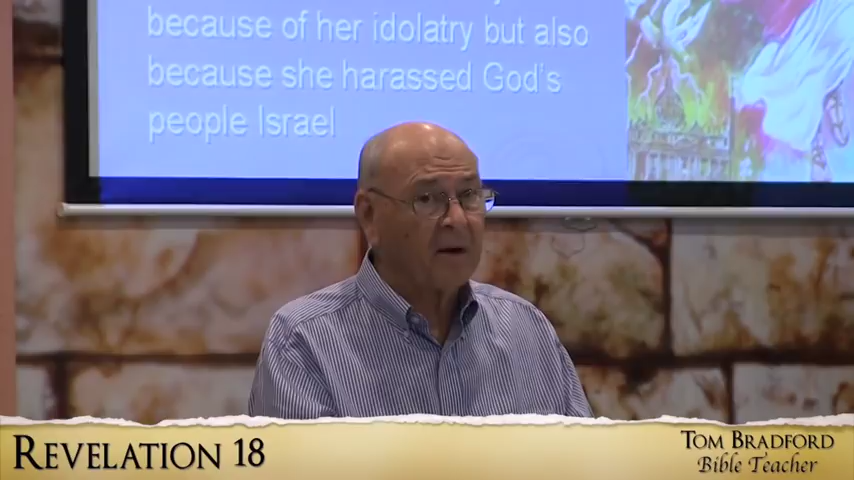 because of her idolatry but also
because she harassed God's
people Israel
REVELATION 18
TOM BRADFORD
Bible Teacher